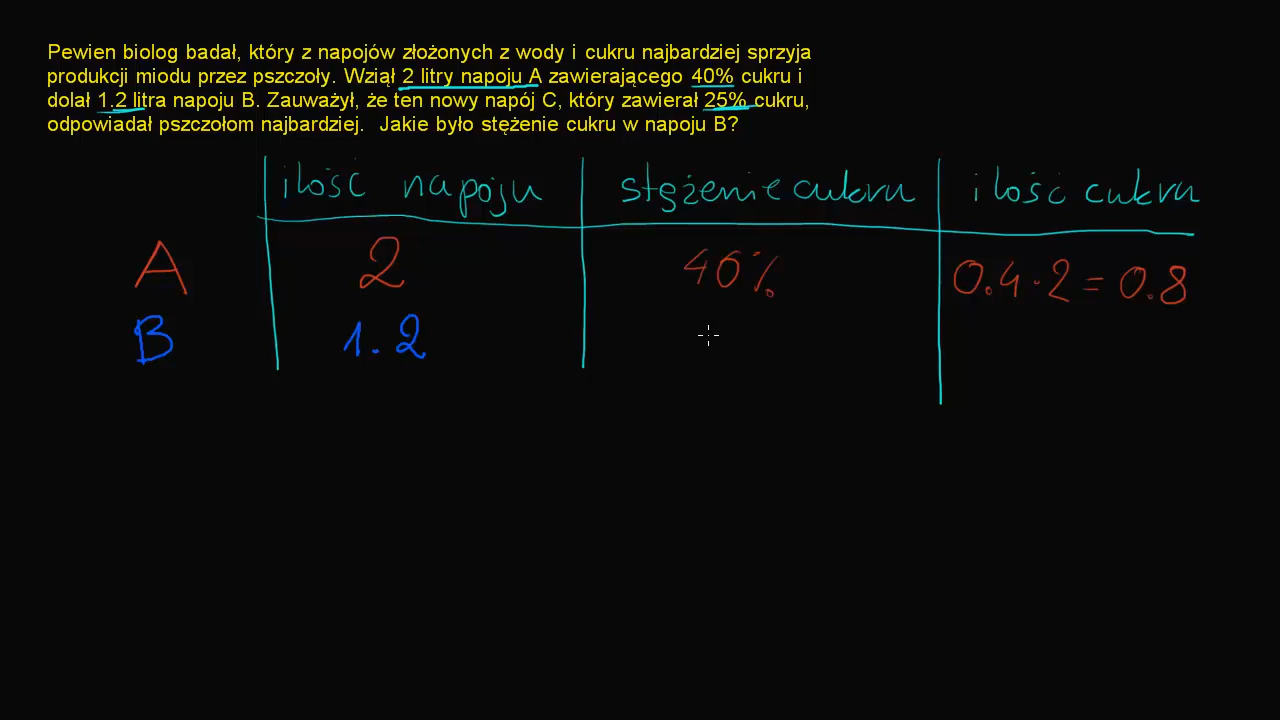 Pewien biolog badał, który z napojów złożonych z wody i cukru najbardziej sprzyja
produkcji miodu przez pszczoły. Wziął 2 litry napoju A zawierającego 40% cukru i
dolał 1.2 litra napoju B. Zauważył, że ten nowy napój C, który zawierał 25% cukru,
odpowiadał pszczołom najbardziej. Jakie było stężenie cukru w napoju B?
ilość napoju stężenie cukru ilość cukru
A 2 40% 0.4·2=0.8
B 1.2